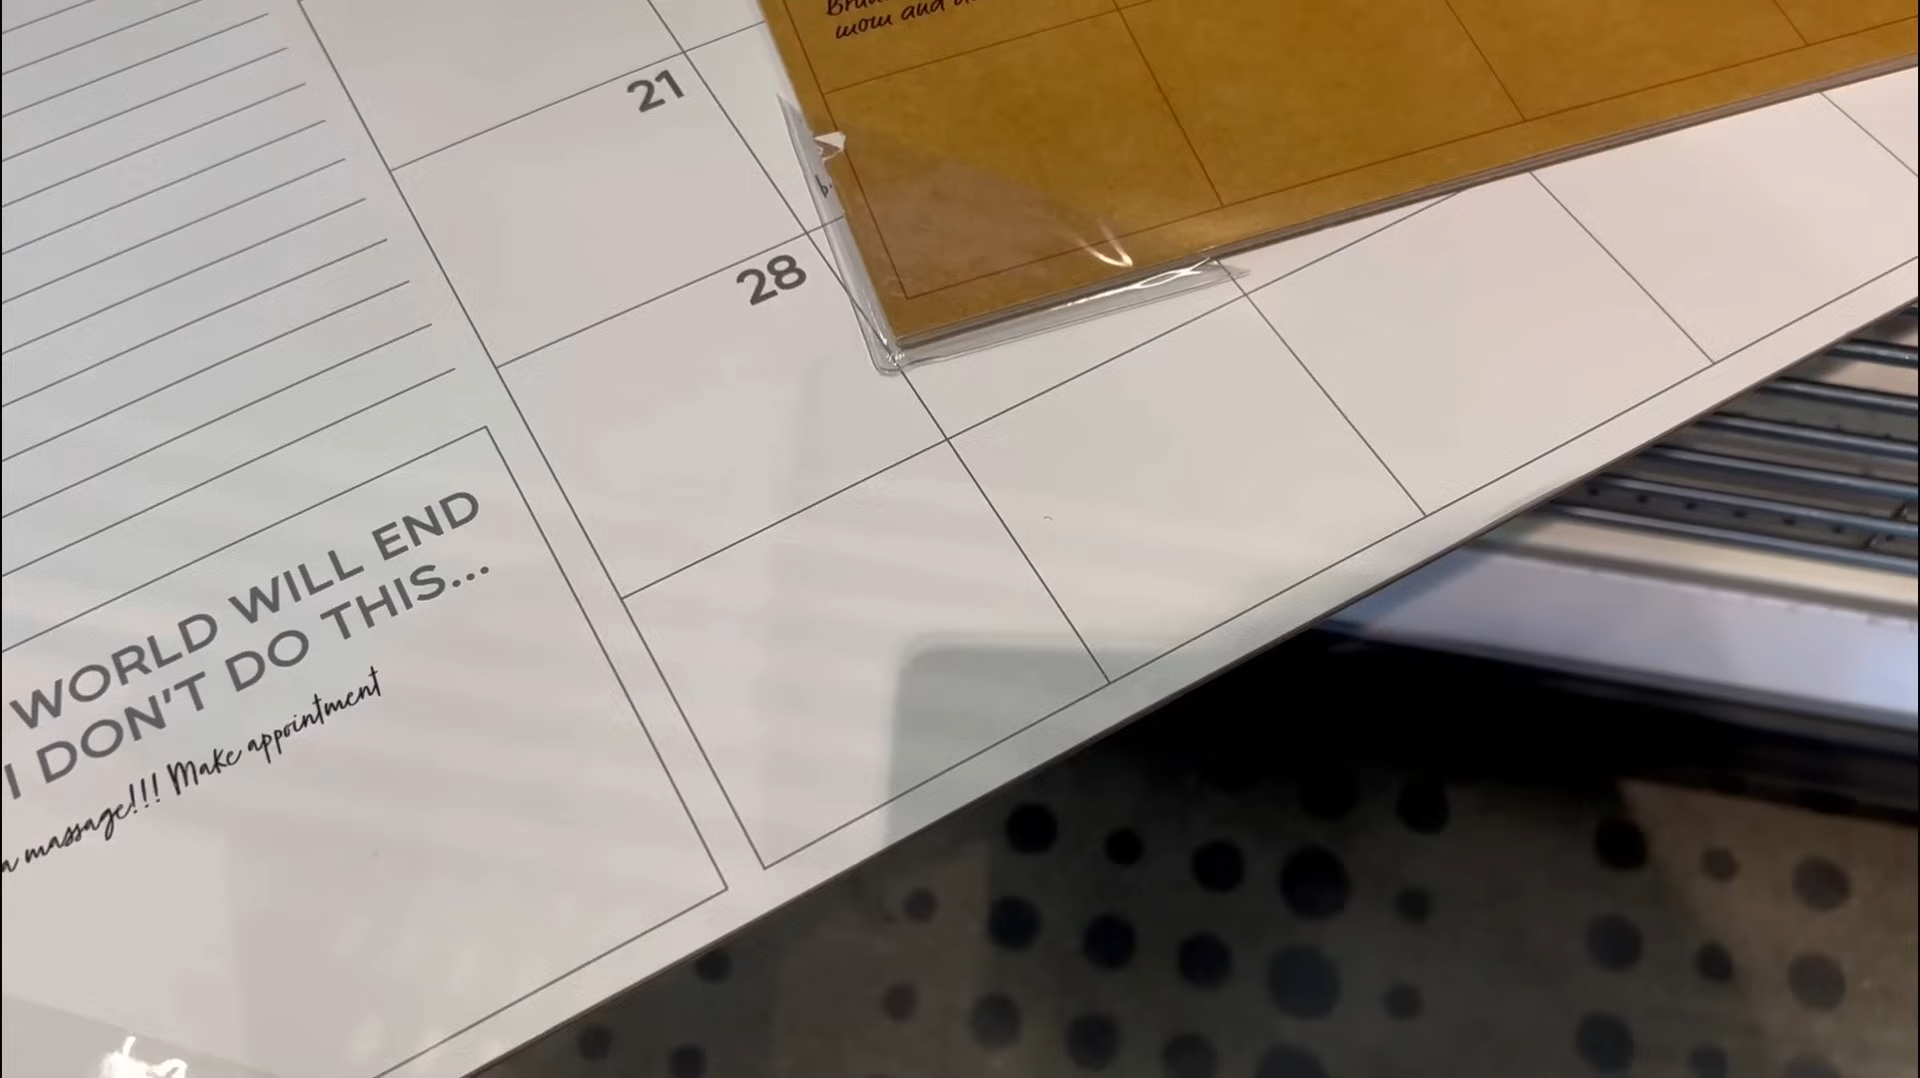 mom and
21
28
WORLD WILL END
I DON'T DO THIS...
a massage!!! Make appointment